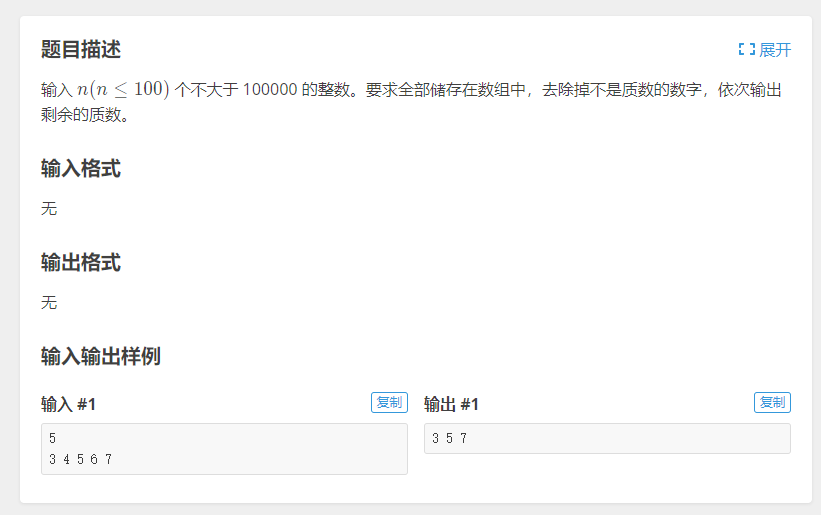 题目描述
展开
输入 n(n ≤ 100) 个不大于 100000 的整数。要求全部储存在数组中，去除掉不是质数的数字，依次输出
剩余的质数。
输入格式
无
输出格式
无
输入输出样例
输入 #1
复制
5
3 4 5 6 7
输出 #1
复制
3 5 7